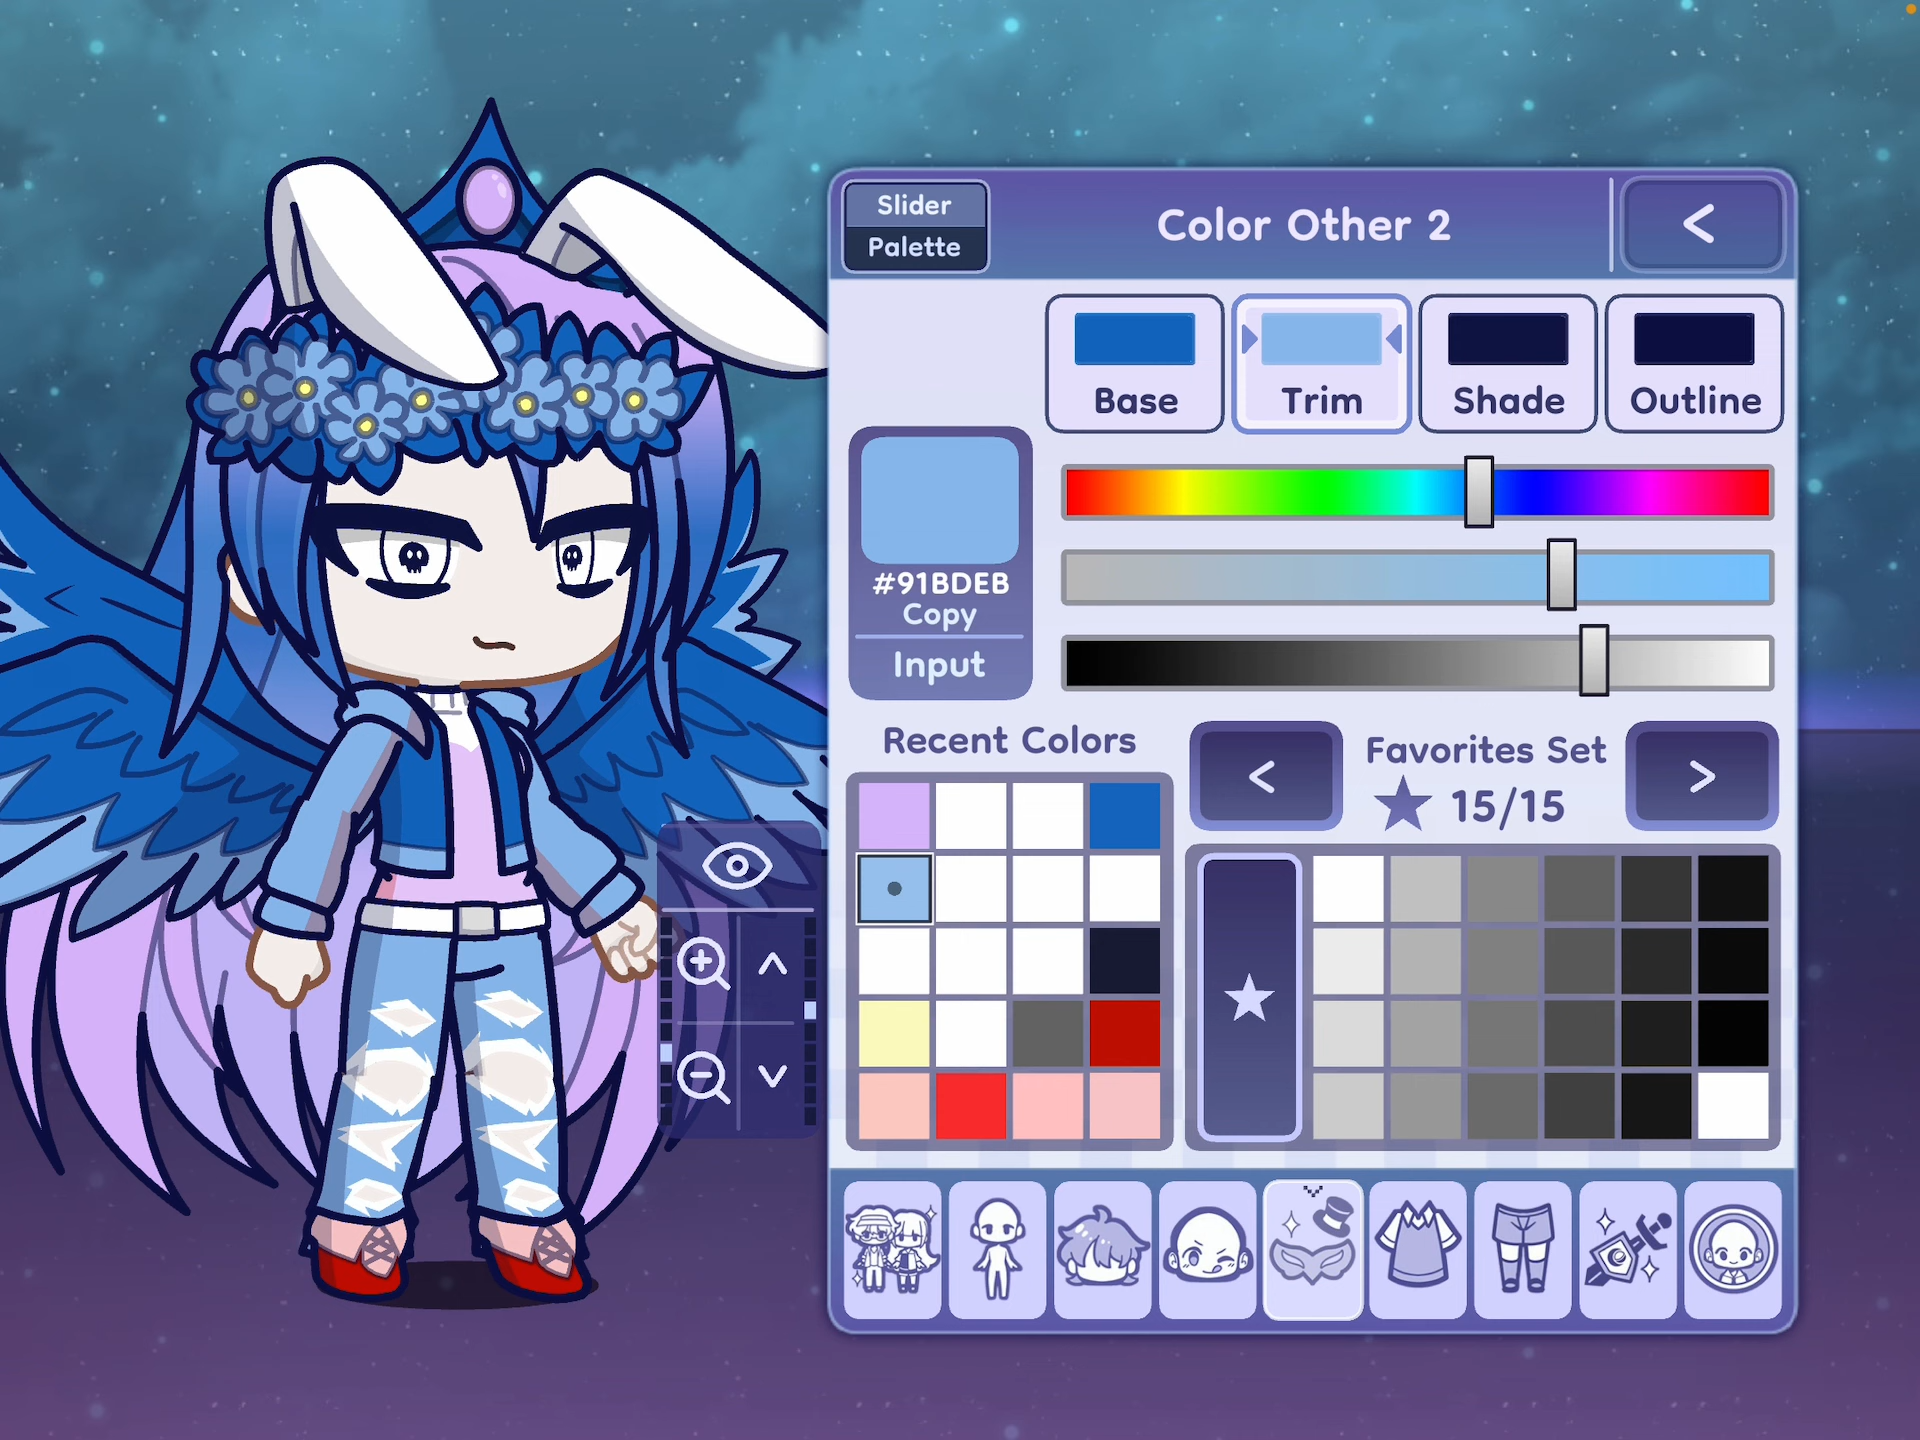 Slider
Palette
Color Other 2
<
Base
Trim
Shade
Outline
#91BDEB
Copy
Input
Recent Colors
<
Favorites Set
15/15
>